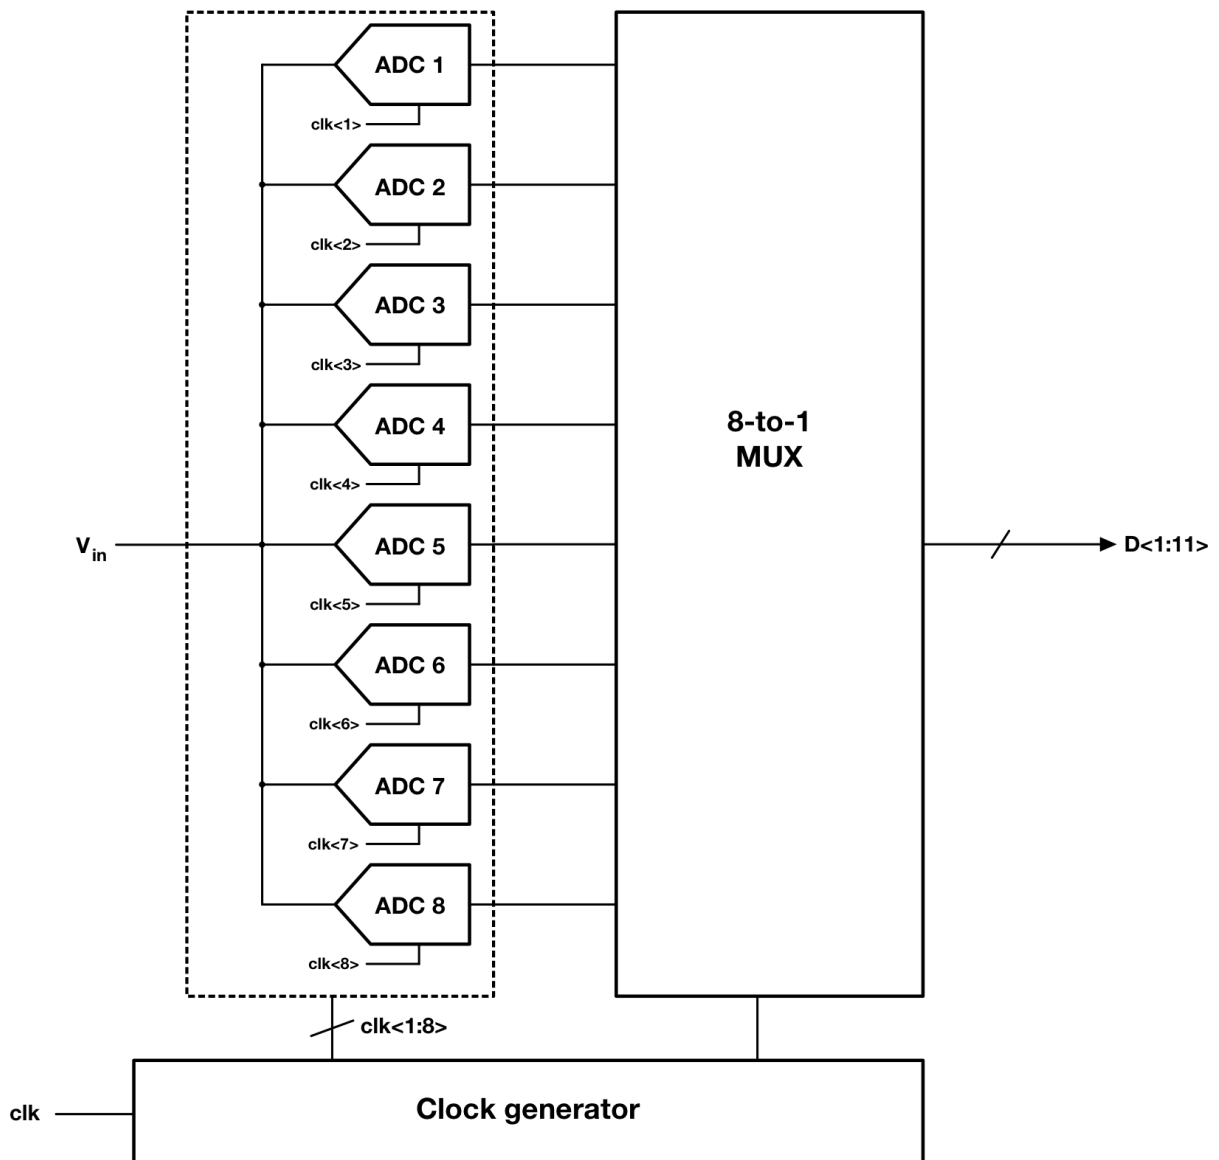 ADC 1
clk<1>
ADC 2
clk<2>
ADC 3
clk<3>
ADC 4
clk<4>
8-to-1
MUX
Vin
ADC 5
D<1:11>
clk<5>
ADC 6
clk<6>
ADC 7
clk<7>
ADC 8
clk<8>
clk<1:8>
clk
Clock generator